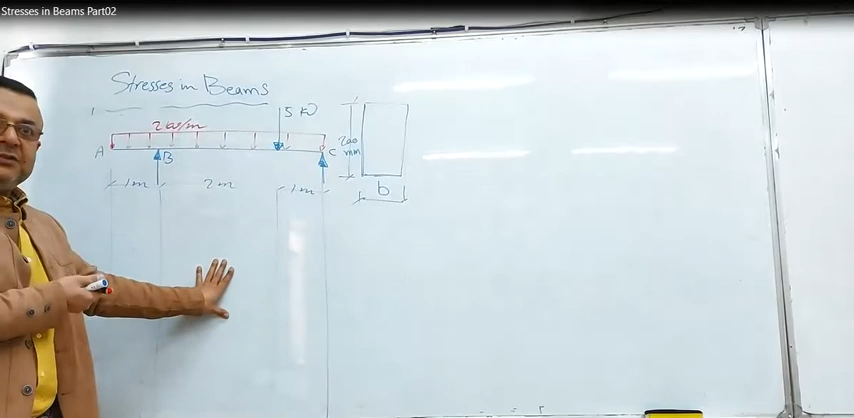 Stresses in Beams Part02
Stresses in Beams
5 kN
2 kN/m
A
B
C
200
mm
1m
2m
1m
b